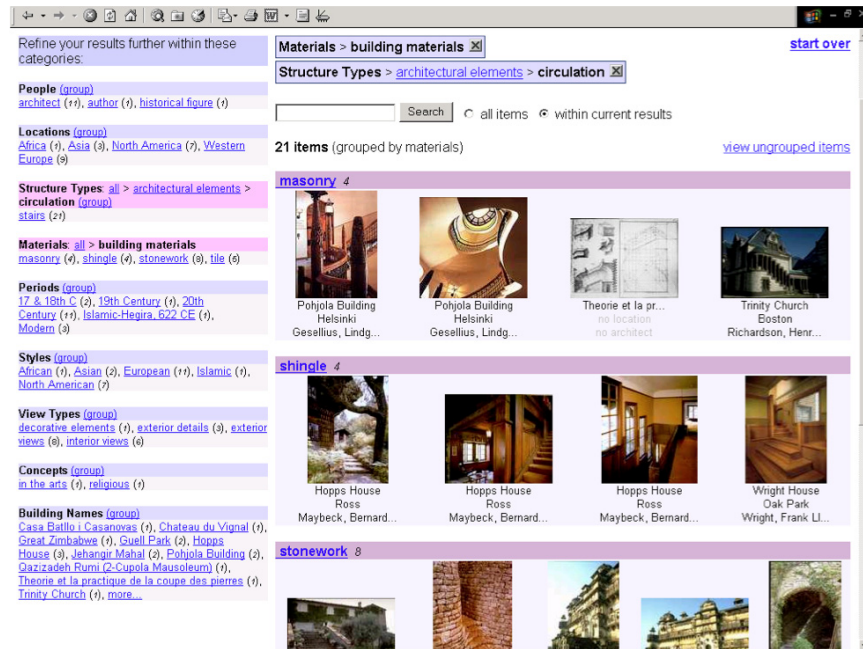 Refine your results further within these
categories:
People (group)
architect (11), author (1), historical figure (1)
Locations (group)
Africa (1), Asia (3), North America (7), Western
Europe (9)
Structure Types: all > architectural elements >
circulation (group)
stairs (21)
Materials: all > building materials
masonry (4), shingle (4), stonework (8), tile (5)
Periods (group)
17 & 18th C (2), 19th Century (1), 20th
Century (11), Islamic-Hegira, 622 CE (1),
Modern (3)
Styles (group)
African (1), Asian (2), European (11), Islamic (1),
North American (7)
View Types (group)
decorative elements (1), exterior details (3), exterior
views (8), interior views (6)
Concepts (group)
in the arts (1), religious (1)
Building Names (group)
Casa Batllo i Casanovas (1), Chateau du Vignal (1),
Great Zimbabwe (1), Guell Park (2), Hopps
House (3), Jehangir Mahal (2), Pohjola Building (2),
Qazizadeh Rumi (2-Cupola Mausoleum) (1),
Theorie et la practique de la coupe des pierres (1),
Trinity Church (1), more...
Materials > building materials
start over
Structure Types > architectural elements > circulation
Search all items within current results
21 items (grouped by materials)
view ungrouped items
masonry 4
Pohjola Building
Helsinki
Gesellius, Lindg...
Pohjola Building
Helsinki
Gesellius, Lindg...
Theorie et la pr...
no location
no architect
Trinity Church
Boston
Richardson, Henr...
shingle 4
Hopps House
Ross
Maybeck, Bernard...
Hopps House
Ross
Maybeck, Bernard...
Hopps House
Ross
Maybeck, Bernard...
Wright House
Oak Park
Wright, Frank Ll...
stonework 8